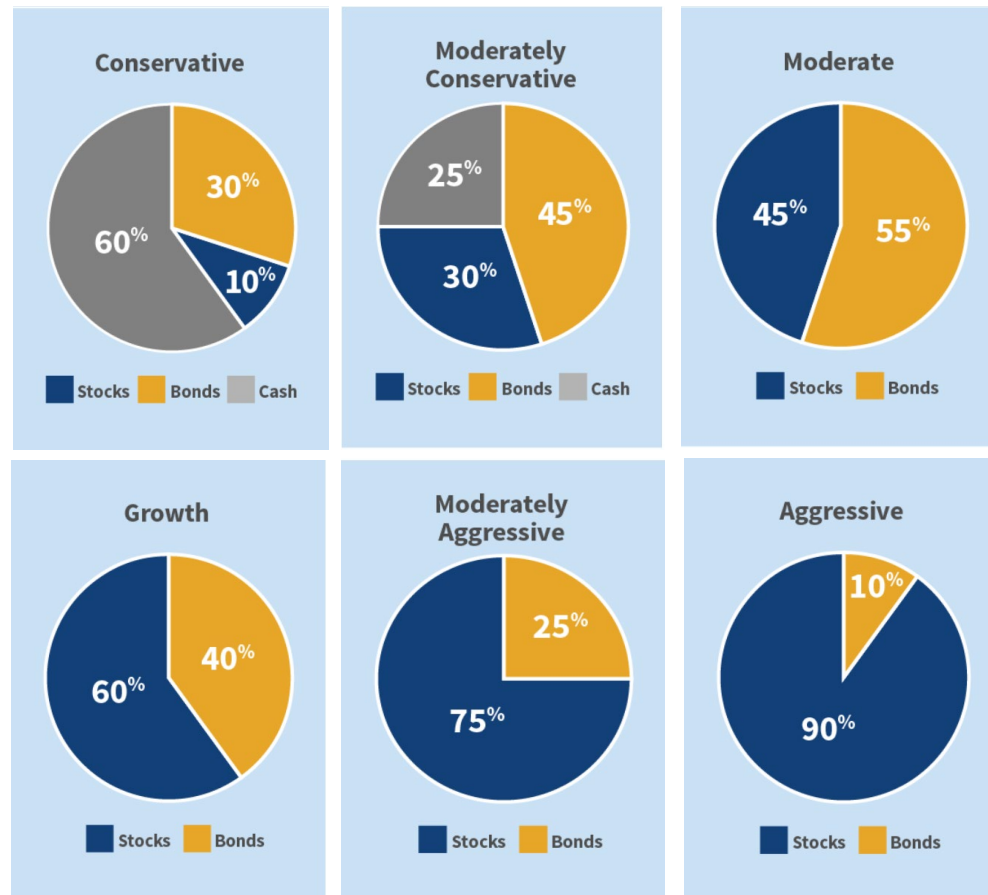 Conservative
30%
60%
10%
Stocks Bonds Cash
Moderately
Conservative
25%
45%
30%
Stocks Bonds Cash
Moderate
45%
55%
Stocks Bonds
Growth
40%
60%
Stocks Bonds
Moderately
Aggressive
25%
75%
Stocks Bonds
Aggressive
10%
90%
Stocks Bonds